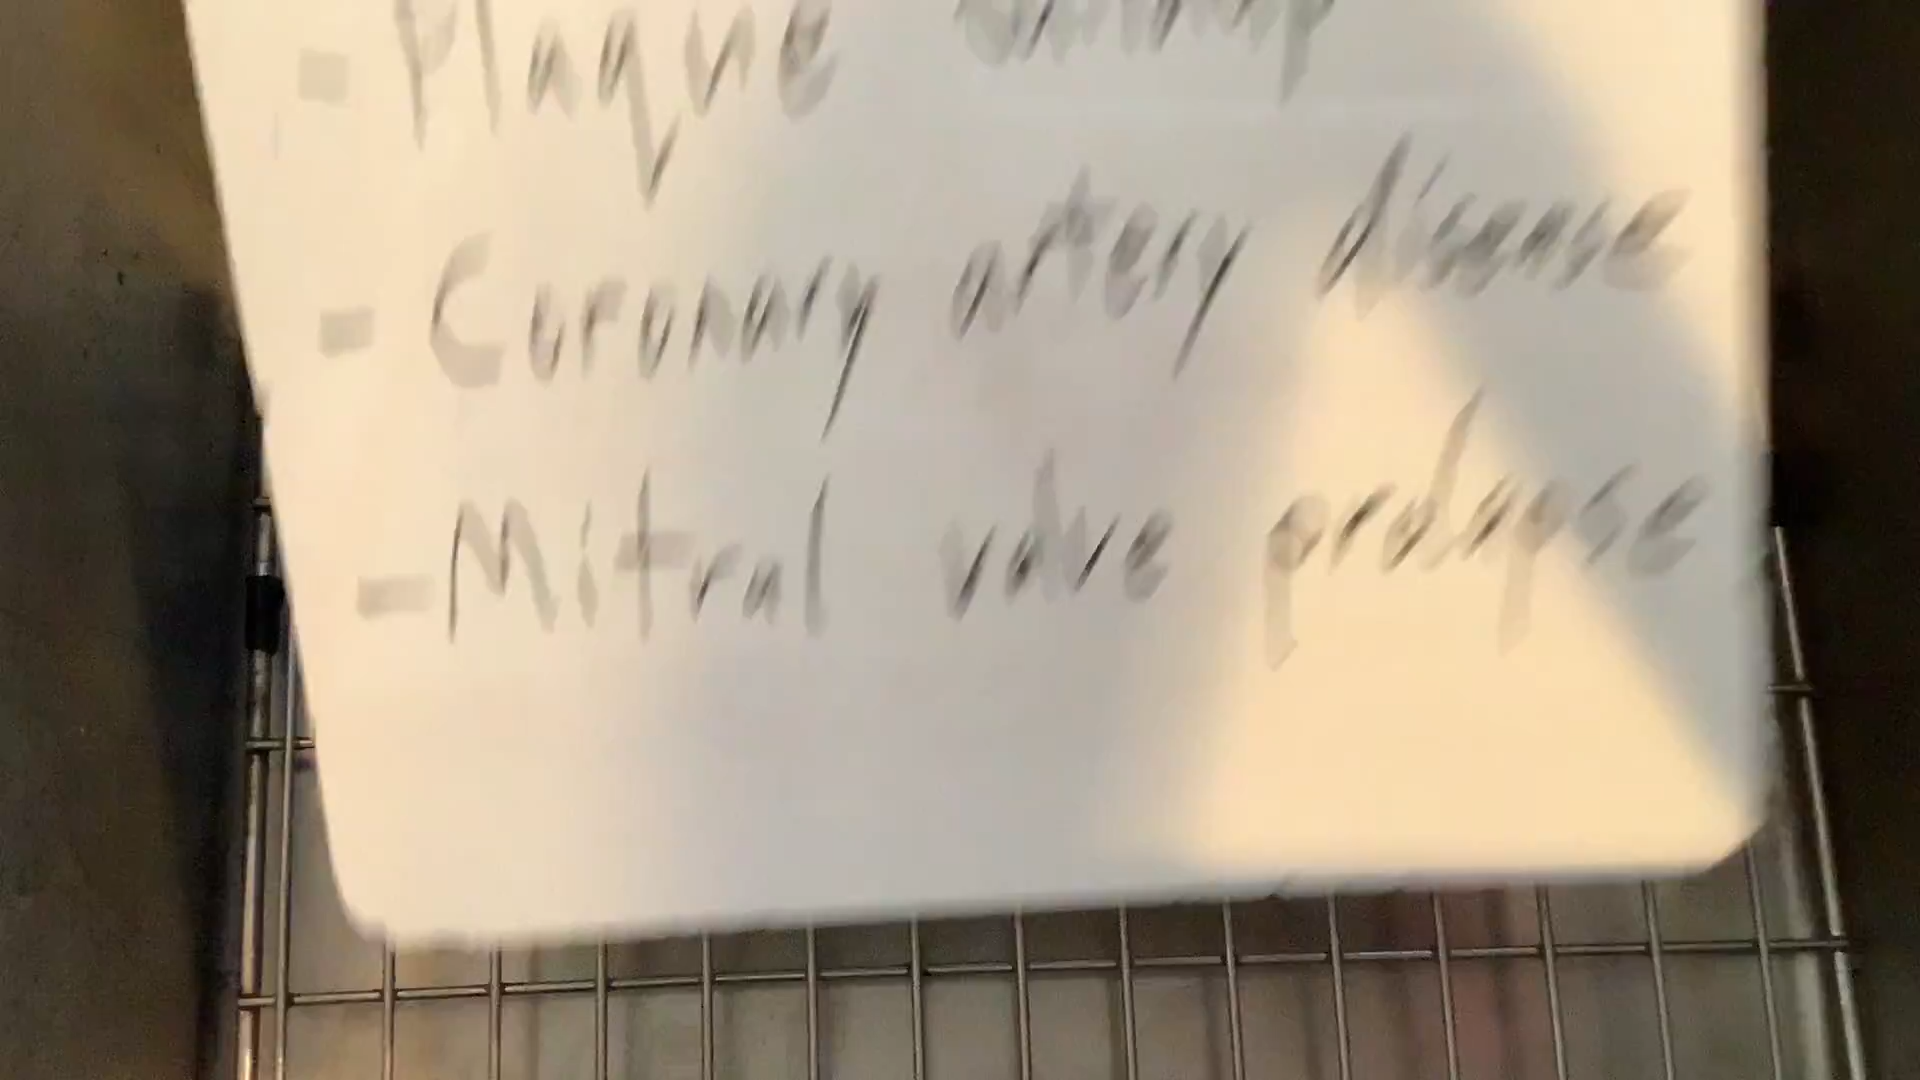 - Plaque
- Coronary artery disease
- Mitral valve prolapse